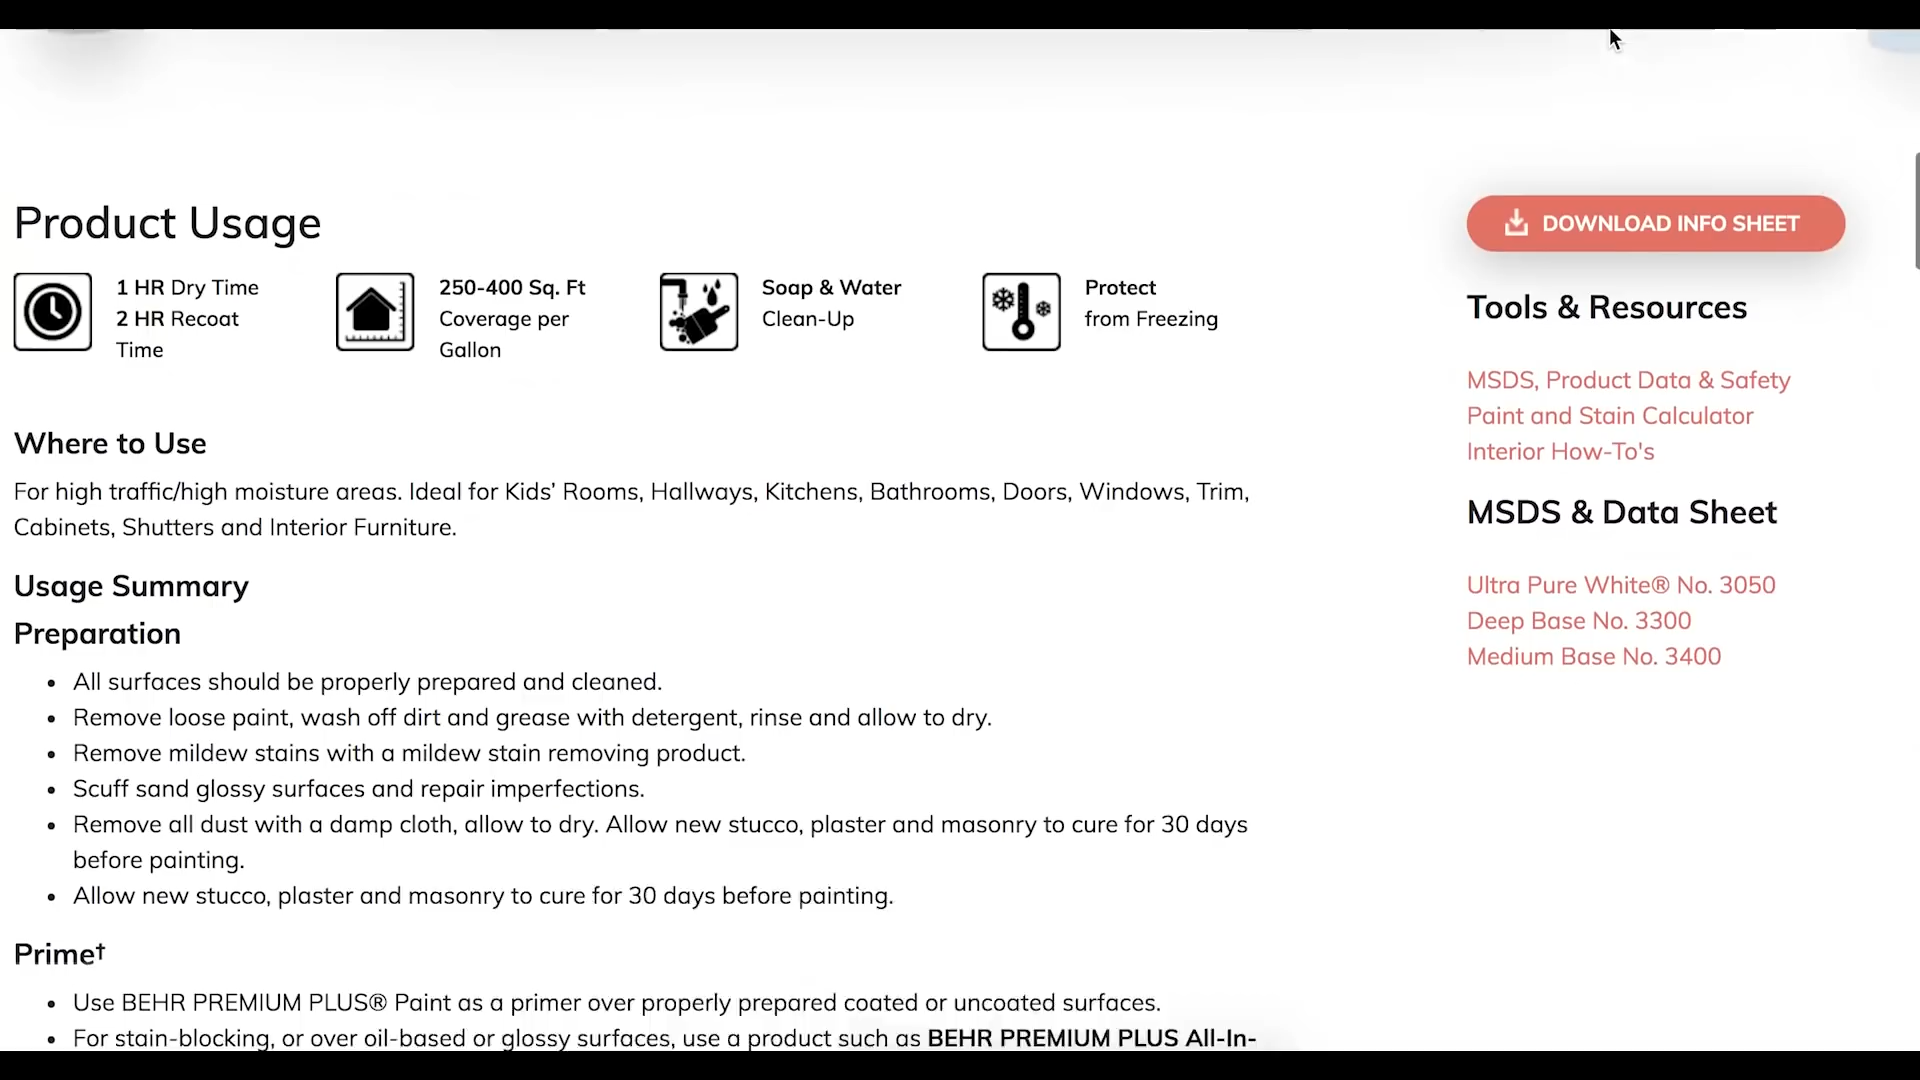 Product Usage
1 HR Dry Time
2 HR Recoat
Time
250-400 Sq. Ft
Coverage per
Gallon
Soap & Water
Clean-Up
Protect
from Freezing
Where to Use
For high traffic/high moisture areas. Ideal for Kids’ Rooms, Hallways, Kitchens, Bathrooms, Doors, Windows, Trim,
Cabinets, Shutters and Interior Furniture.
Usage Summary
Preparation
• All surfaces should be properly prepared and cleaned.
• Remove loose paint, wash off dirt and grease with detergent, rinse and allow to dry.
• Remove mildew stains with a mildew stain removing product.
• Scuff sand glossy surfaces and repair imperfections.
• Remove all dust with a damp cloth, allow to dry. Allow new stucco, plaster and masonry to cure for 30 days
before painting.
• Allow new stucco, plaster and masonry to cure for 30 days before painting.
Prime†
• Use BEHR PREMIUM PLUS® Paint as a primer over properly prepared coated or uncoated surfaces.
• For stain-blocking, or over oil-based or glossy surfaces, use a product such as BEHR PREMIUM PLUS All-In-
DOWNLOAD INFO SHEET
Tools & Resources
MSDS, Product Data & Safety
Paint and Stain Calculator
Interior How-To's
MSDS & Data Sheet
Ultra Pure White® No. 3050
Deep Base No. 3300
Medium Base No. 3400